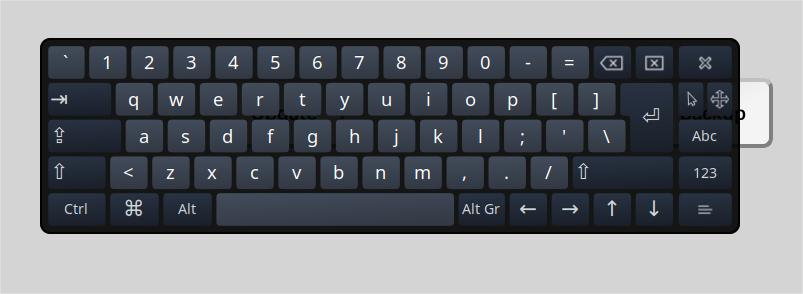 ` 1 2 3 4 5 6 7 8 9 0 - =
q w e r t y u i o p [ ]
a s d f g h j k l ; ' \ Abc
< z x c v b n m , . / 123
Ctrl ⌘ Alt Alt Gr ← → ↑ ↓